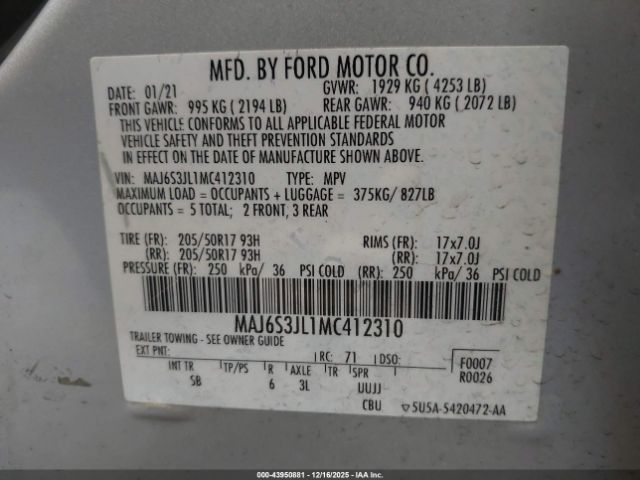 MFD. BY FORD MOTOR CO.
DATE: 01/21 GVWR: 1929 KG ( 4253 LB)
FRONT GAWR: 995 KG ( 2194 LB) REAR GAWR: 940 KG ( 2072 LB)
THIS VEHICLE CONFORMS TO ALL APPLICABLE FEDERAL MOTOR
VEHICLE SAFETY AND THEFT PREVENTION STANDARDS
IN EFFECT ON THE DATE OF MANUFACTURE SHOWN ABOVE.
VIN: MAJ6S3JL1MC412310 TYPE: MPV
MAXIMUM LOAD = OCCUPANTS + LUGGAGE = 375KG/ 827LB
OCCUPANTS = 5 TOTAL; 2 FRONT, 3 REAR
TIRE (FR): 205/50R17 93H RIMS (FR): 17x7.0J
(RR): 205/50R17 93H (RR): 17x7.0J
PRESSURE (FR): 250 kPa/ 36 PSI COLD (RR): 250 kPa/ 36 PSI COLD
MAJ6S3JL1MC412310
TRAILER TOWING - SEE OWNER GUIDE
EXT PNT: RC: 71 DSO: F0007
R0026
INT TR TP/PS R AXLE TR SPR
SB 6 3L UUJJ
CBU ▽5U5A-5420472-AA
000-43950881 - 12/16/2025 - IAAI.COM